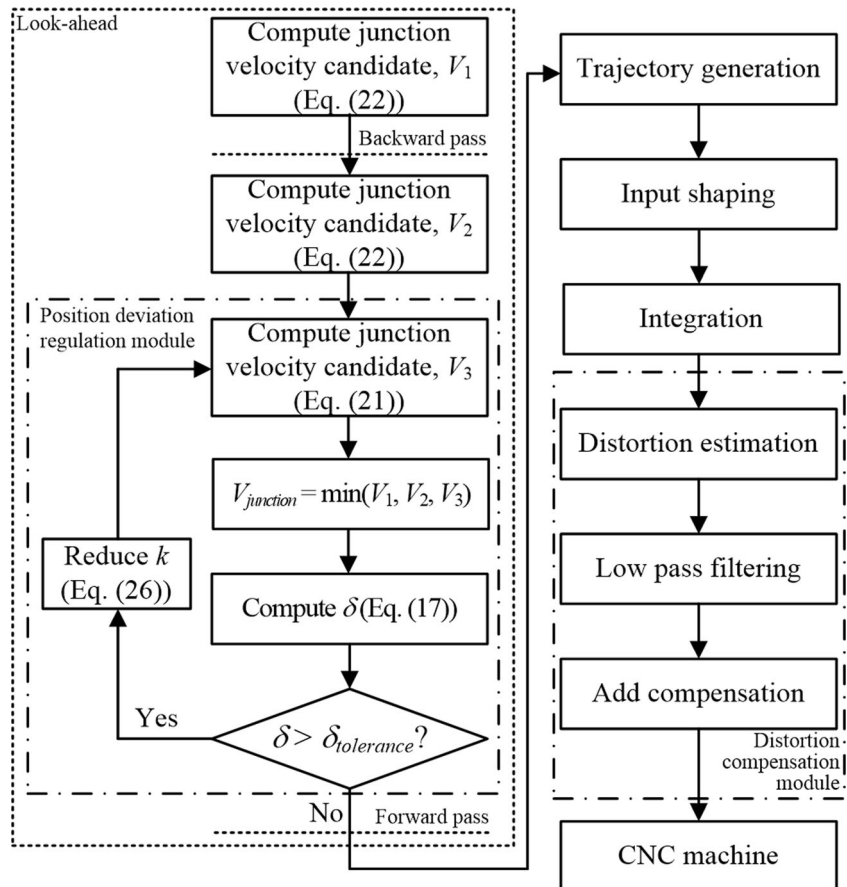 Look-ahead
Compute junction
velocity candidate, V1
(Eq. (22))
Backward pass
Compute junction
velocity candidate, V2
(Eq. (22))
Position deviation
regulation module
Compute junction
velocity candidate, V3
(Eq. (21))
Vjunction = min(V1, V2, V3)
Reduce k
(Eq. (26))
Compute δ(Eq. (17))
Yes
δ > δtolerance?
No
Forward pass
Trajectory generation
Input shaping
Integration
Distortion estimation
Low pass filtering
Add compensation
Distortion
compensation
module
CNC machine